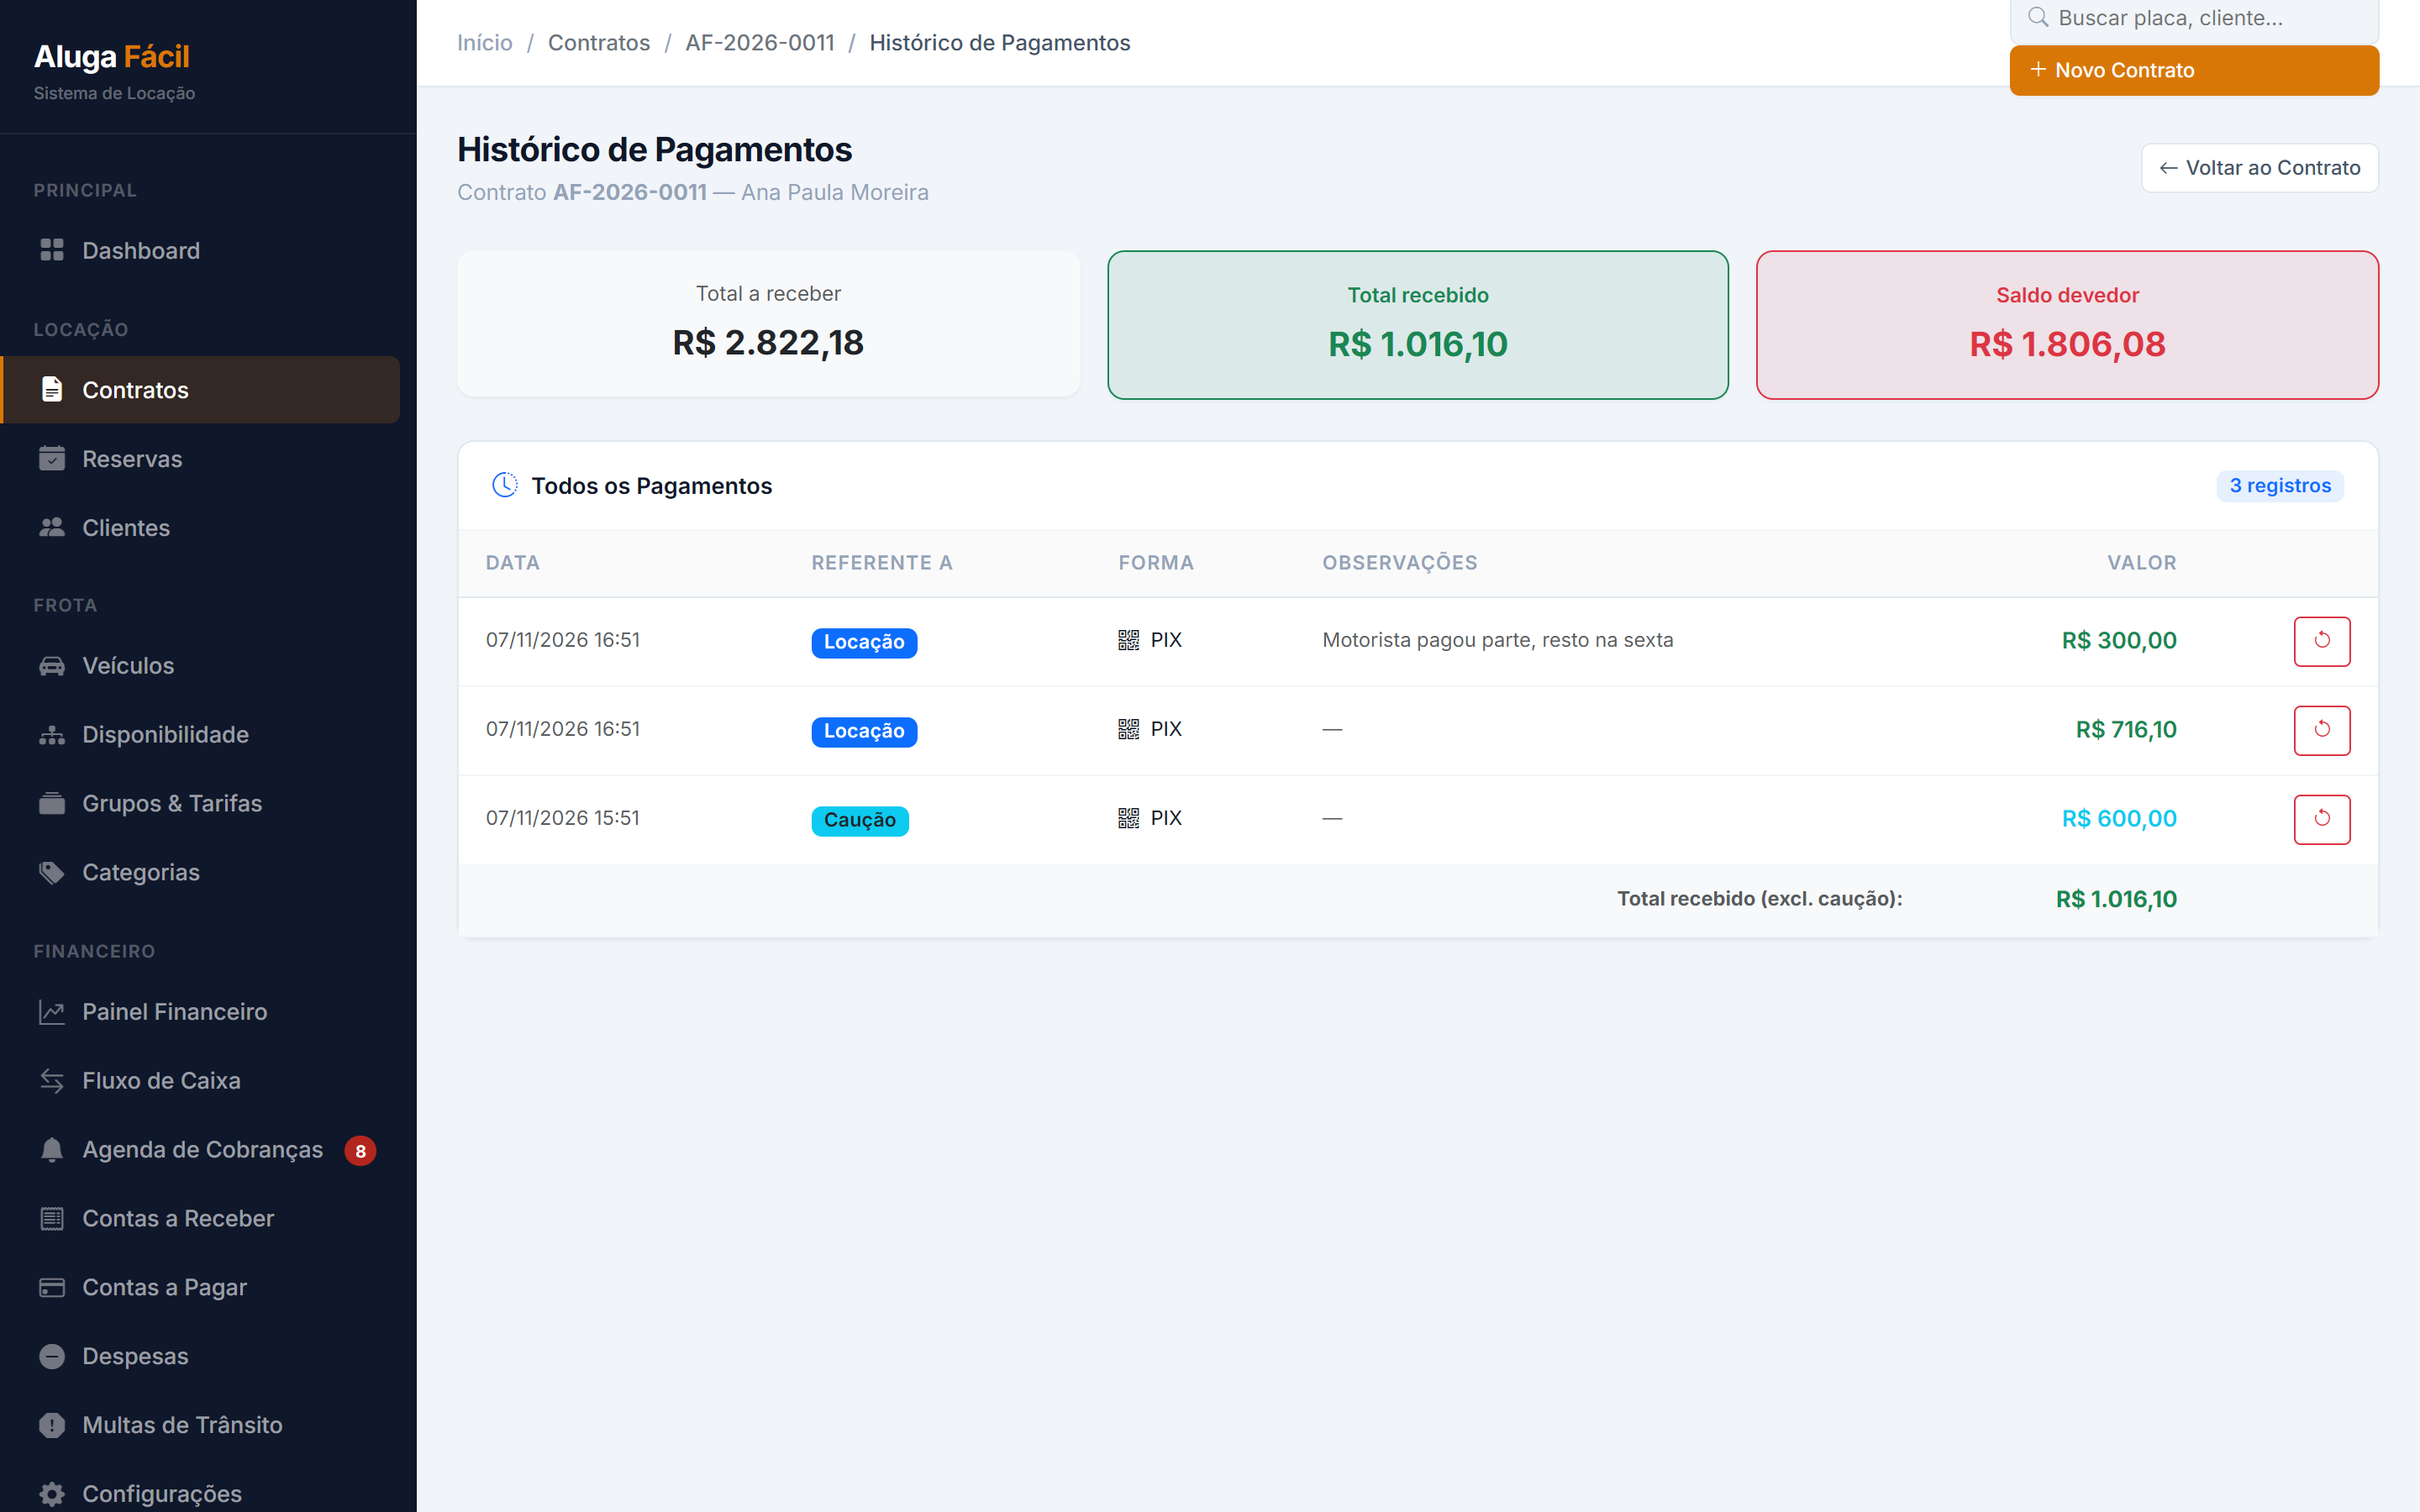 Aluga Fácil
Sistema de Locação
PRINCIPAL
Dashboard
LOCAÇÃO
Contratos
Reservas
Clientes
FROTA
Veículos
Disponibilidade
Grupos & Tarifas
Categorias
FINANCEIRO
Painel Financeiro
Fluxo de Caixa
Agenda de Cobranças 8
Contas a Receber
Contas a Pagar
Despesas
Multas de Trânsito
Configurações
Início / Contratos / AF-2026-0011 / Histórico de Pagamentos
Buscar placa, cliente...
+ Novo Contrato
Histórico de Pagamentos
Contrato AF-2026-0011 — Ana Paula Moreira
← Voltar ao Contrato
Total a receber
R$ 2.822,18
Total recebido
R$ 1.016,10
Saldo devedor
R$ 1.806,08
Todos os Pagamentos
3 registros
DATA REFERENTE A FORMA OBSERVAÇÕES VALOR
07/11/2026 16:51 Locação PIX Motorista pagou parte, resto na sexta R$ 300,00
07/11/2026 16:51 Locação PIX — R$ 716,10
07/11/2026 15:51 Caução PIX — R$ 600,00
Total recebido (excl. caução): R$ 1.016,10